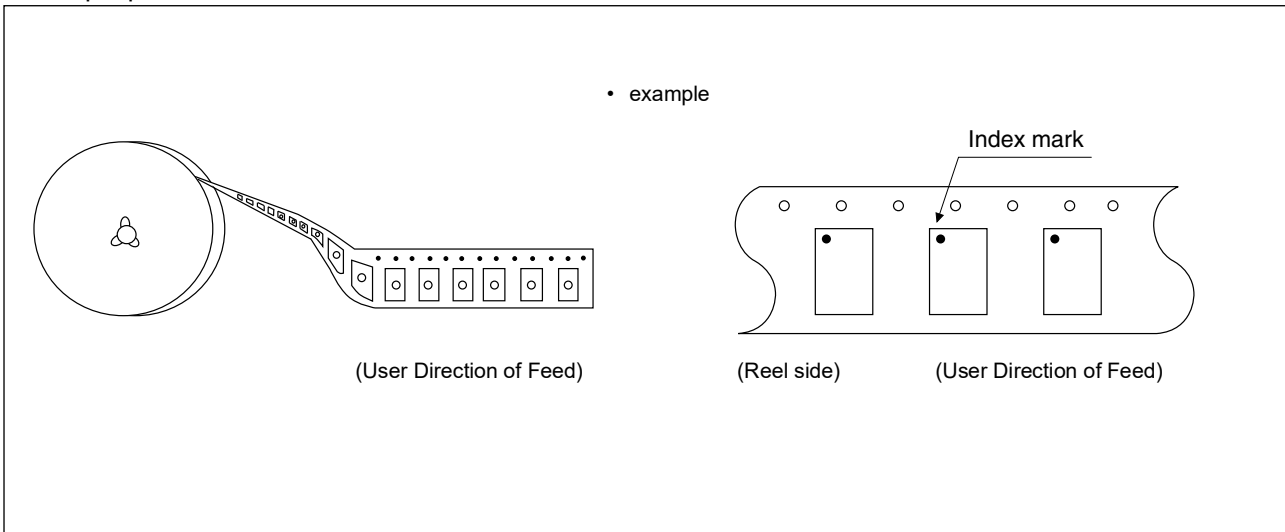 • example
Index mark
(User Direction of Feed)
(Reel side)
(User Direction of Feed)